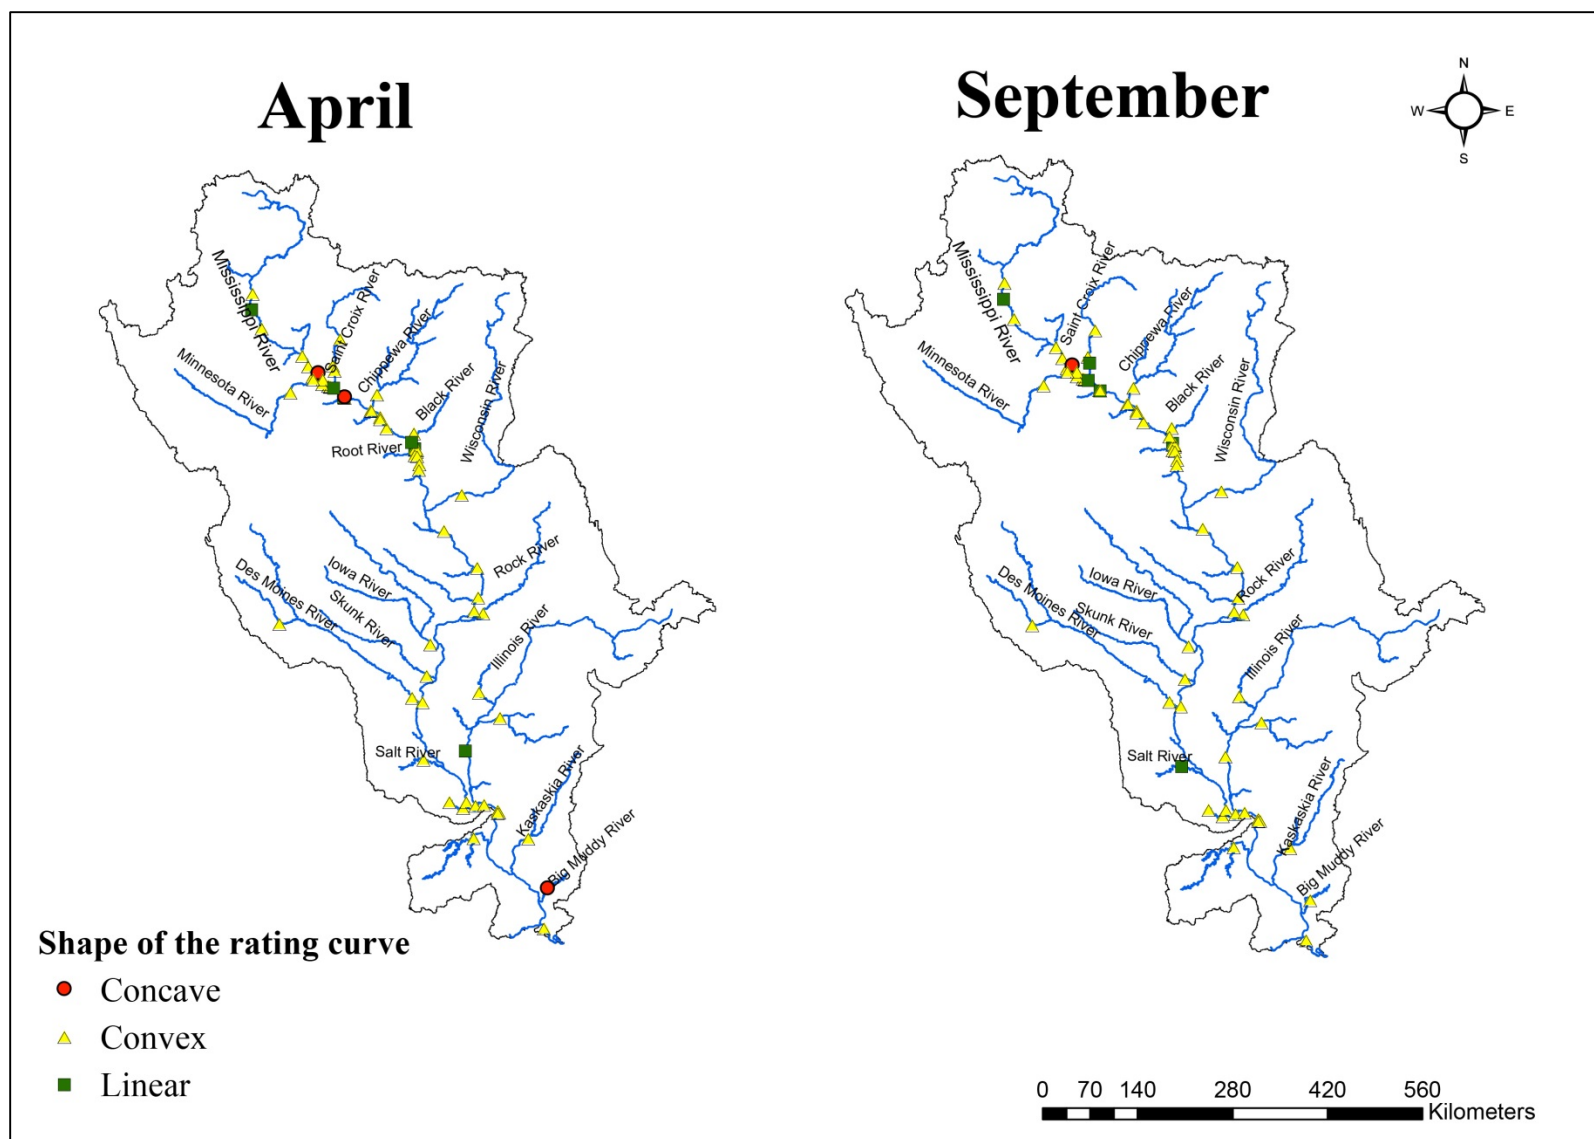 April
September
N
W
E
S
Mississippi River
Saint Croix River
Chippewa River
Minnesota River
Black River
Wisconsin River
Root River
Rock River
Iowa River
Des Moines River
Skunk River
Illinois River
Salt River
Kaskaskia River
Big Muddy River
Mississippi River
Saint Croix River
Chippewa River
Minnesota River
Black River
Wisconsin River
Rock River
Iowa River
Des Moines River
Skunk River
Illinois River
Salt River
Kaskaskia River
Big Muddy River
Shape of the rating curve
Concave
Convex
Linear
0 70 140 280 420 560
Kilometers